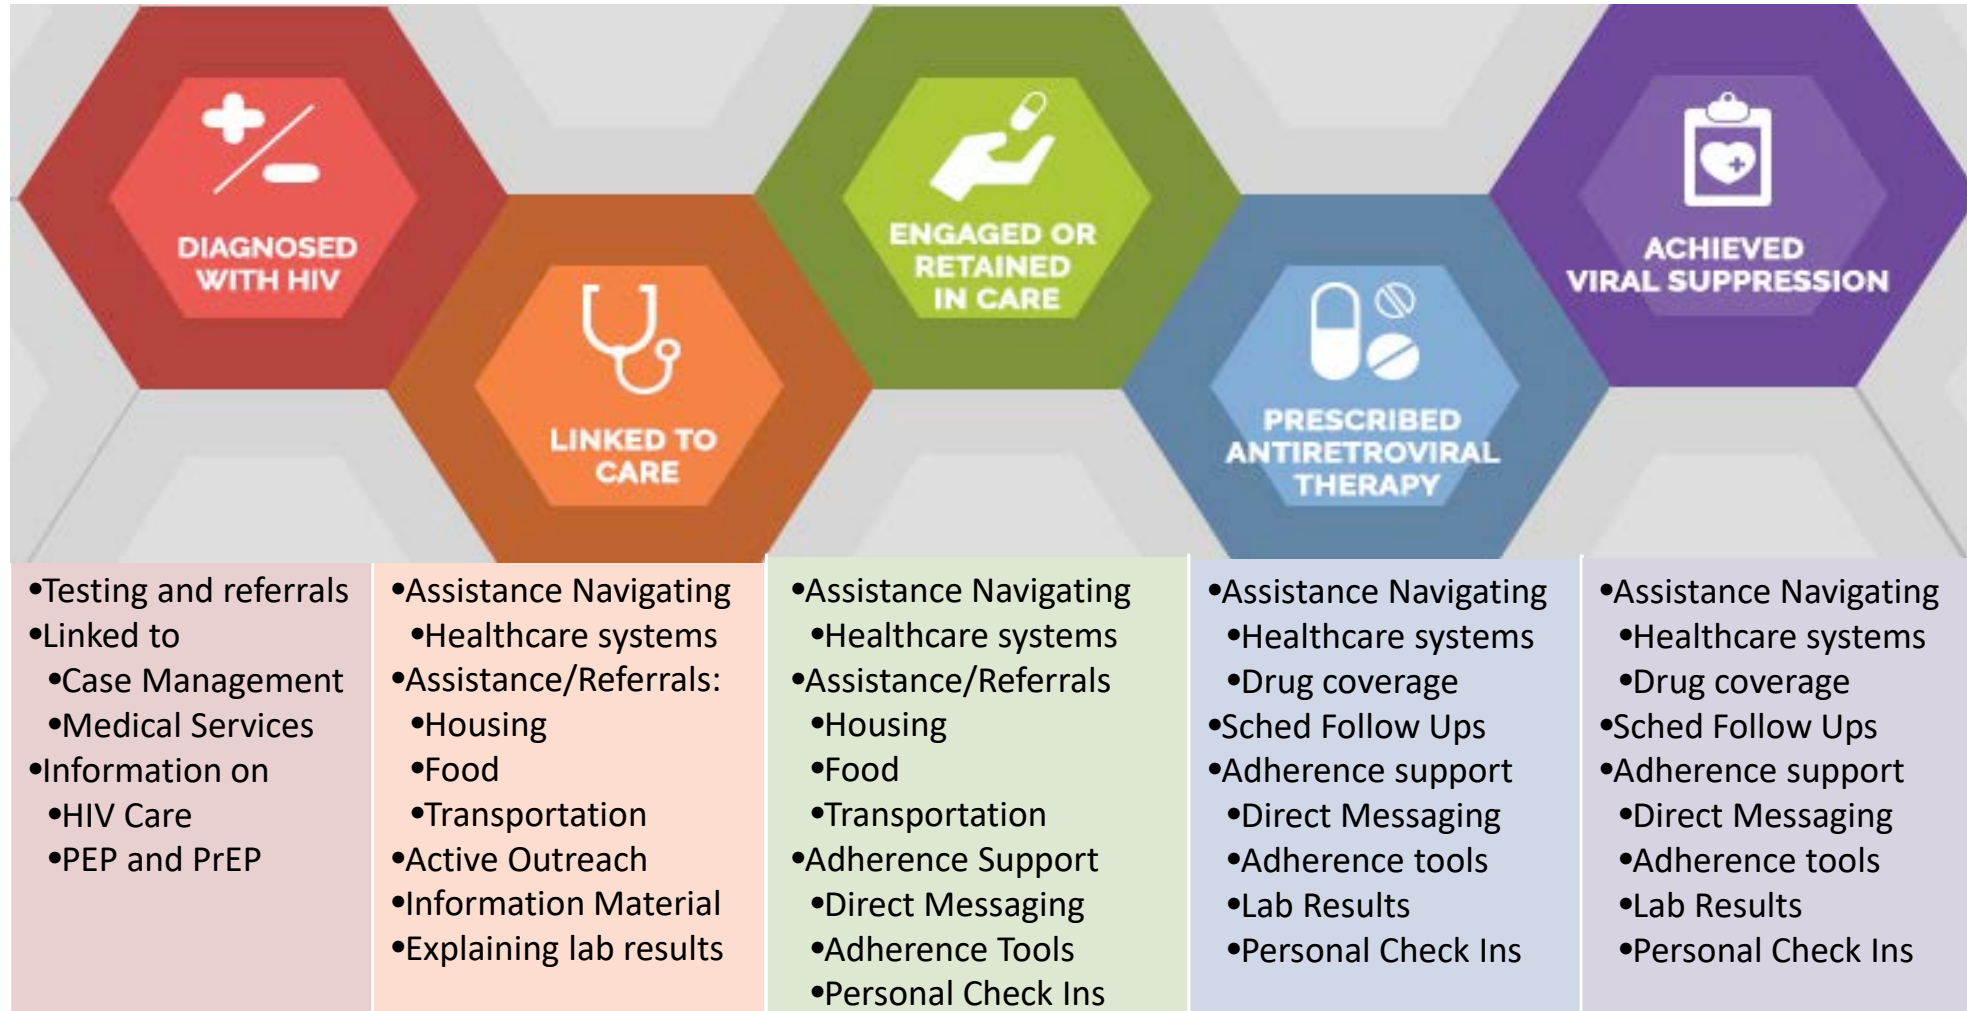 DIAGNOSED
WITH HIV
LINKED TO
CARE
ENGAGED OR
RETAINED
IN CARE
PRESCRIBED
ANTIRETROVIRAL
THERAPY
ACHIEVED
VIRAL SUPPRESSION
•Testing and referrals
•Linked to
•Case Management
•Medical Services
•Information on
•HIV Care
•PEP and PrEP
•Assistance Navigating
•Healthcare systems
•Assistance/Referrals:
•Housing
•Food
•Transportation
•Active Outreach
•Information Material
•Explaining lab results
•Assistance Navigating
•Healthcare systems
•Assistance/Referrals
•Housing
•Food
•Transportation
•Adherence Support
•Direct Messaging
•Adherence Tools
•Personal Check Ins
•Assistance Navigating
•Healthcare systems
•Drug coverage
•Sched Follow Ups
•Adherence support
•Direct Messaging
•Adherence tools
•Lab Results
•Personal Check Ins
•Assistance Navigating
•Healthcare systems
•Drug coverage
•Sched Follow Ups
•Adherence support
•Direct Messaging
•Adherence tools
•Lab Results
•Personal Check Ins